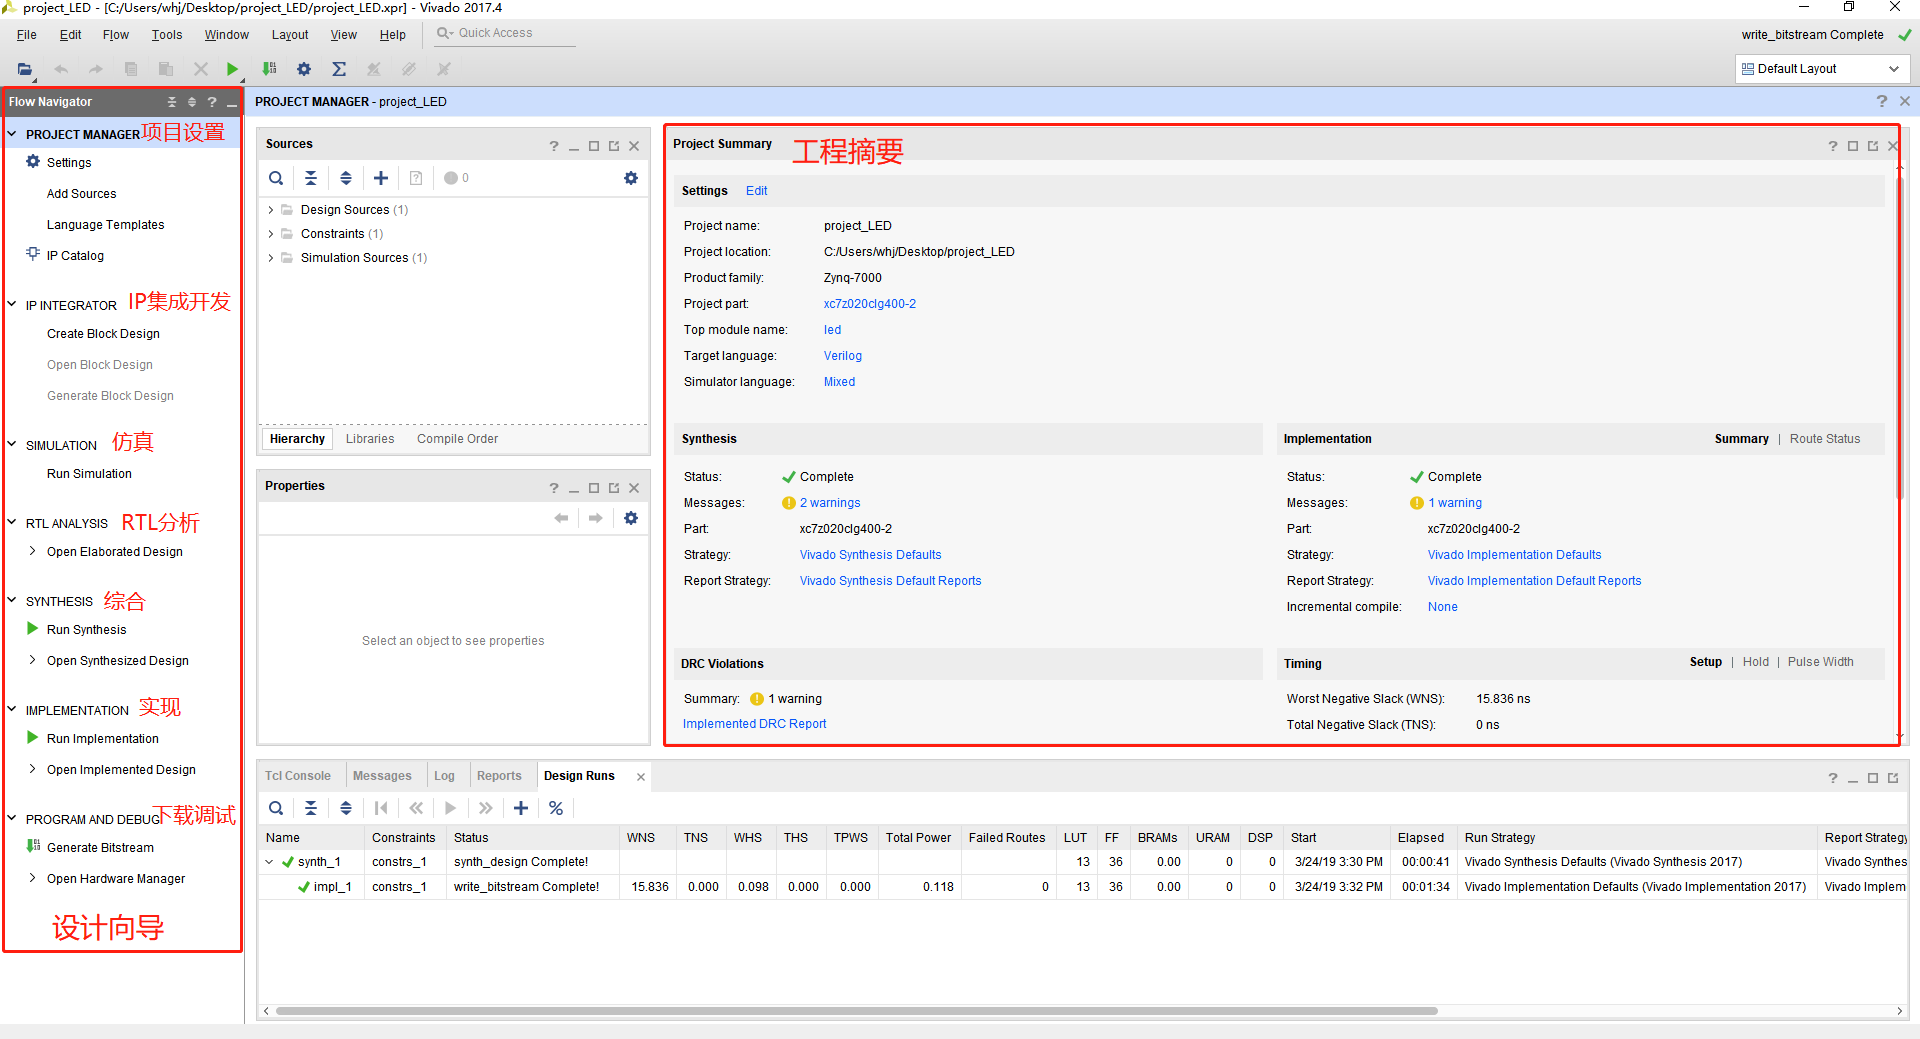 project_LED - [C:/Users/whj/Desktop/project_LED/project_LED.xpr] - Vivado 2017.4
File Edit Flow Tools Window Layout View Help Quick Access
write_bitstream Complete
Default Layout
Flow Navigator
PROJECT MANAGER 项目设置
Settings
Add Sources
Language Templates
IP Catalog
IP INTEGRATOR IP集成开发
Create Block Design
Open Block Design
Generate Block Design
SIMULATION 仿真
Run Simulation
RTL ANALYSIS RTL分析
Open Elaborated Design
SYNTHESIS 综合
Run Synthesis
Open Synthesized Design
IMPLEMENTATION 实现
Run Implementation
Open Implemented Design
PROGRAM AND DEBUG 下载调试
Generate Bitstream
Open Hardware Manager
设计向导
PROJECT MANAGER - project_LED
Sources
0
Design Sources (1)
Constraints (1)
Simulation Sources (1)
Hierarchy Libraries Compile Order
Properties
Select an object to see properties
Project Summary 工程摘要
Settings Edit
Project name: project_LED
Project location: C:/Users/whj/Desktop/project_LED
Product family: Zynq-7000
Project part: xc7z020clg400-2
Top module name: led
Target language: Verilog
Simulator language: Mixed
Synthesis
Status: Complete
Messages: 2 warnings
Part: xc7z020clg400-2
Strategy: Vivado Synthesis Defaults
Report Strategy: Vivado Synthesis Default Reports
Implementation Summary | Route Status
Status: Complete
Messages: 1 warning
Part: xc7z020clg400-2
Strategy: Vivado Implementation Defaults
Report Strategy: Vivado Implementation Default Reports
Incremental compile: None
DRC Violations
Summary: 1 warning
Implemented DRC Report
Timing Setup | Hold | Pulse Width
Worst Negative Slack (WNS): 15.836 ns
Total Negative Slack (TNS): 0 ns
Tcl Console Messages Log Reports Design Runs
Name Constraints Status WNS TNS WHS THS TPWS Total Power Failed Routes LUT FF BRAMs URAM DSP Start Elapsed Run Strategy Report Strategy
synth_1 constrs_1 synth_design Complete! 13 36 0.00 0 0 3/24/19 3:30 PM 00:00:41 Vivado Synthesis Defaults (Vivado Synthesis 2017) Vivado Synthes
impl_1 constrs_1 write_bitstream Complete! 15.836 0.000 0.098 0.000 0.000 0.118 0 13 36 0.00 0 0 3/24/19 3:32 PM 00:01:34 Vivado Implementation Defaults (Vivado Implementation 2017) Vivado Implem